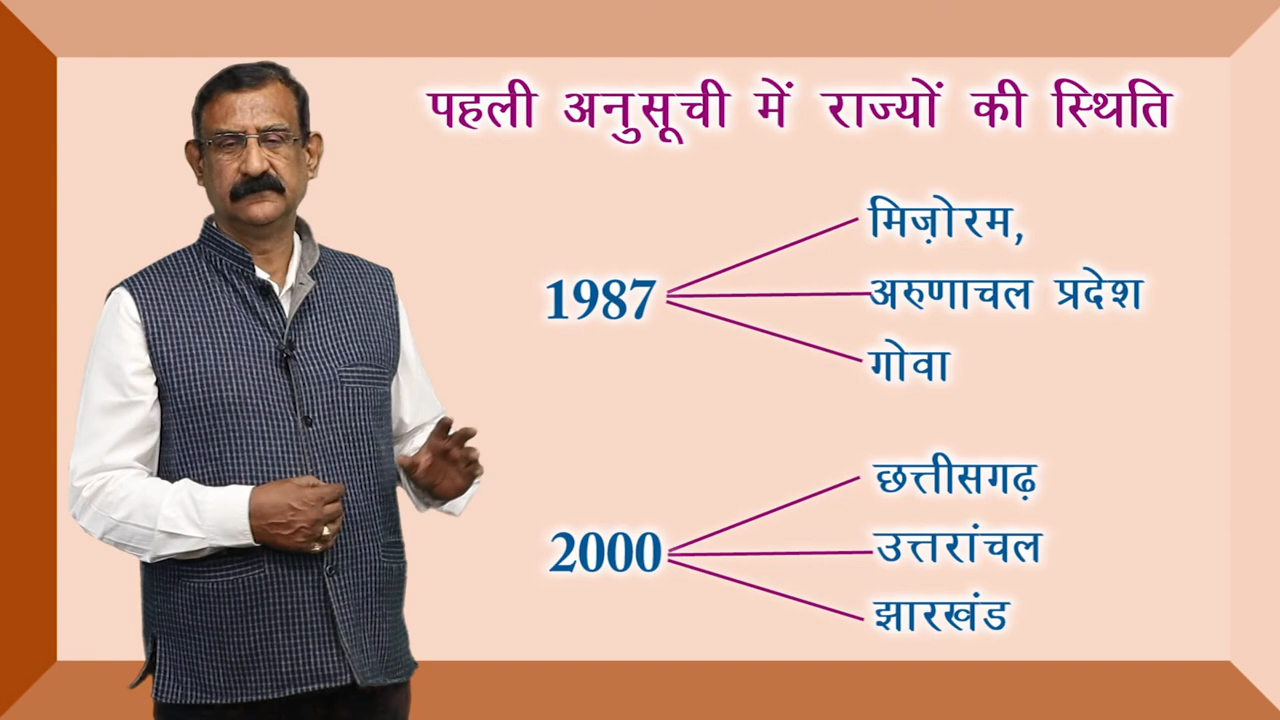 पहली अनुसूची में राज्यों की स्थिति
1987
मिज़ोरम,
अरुणाचल प्रदेश
गोवा
2000
छत्तीसगढ़
उत्तरांचल
झारखंड